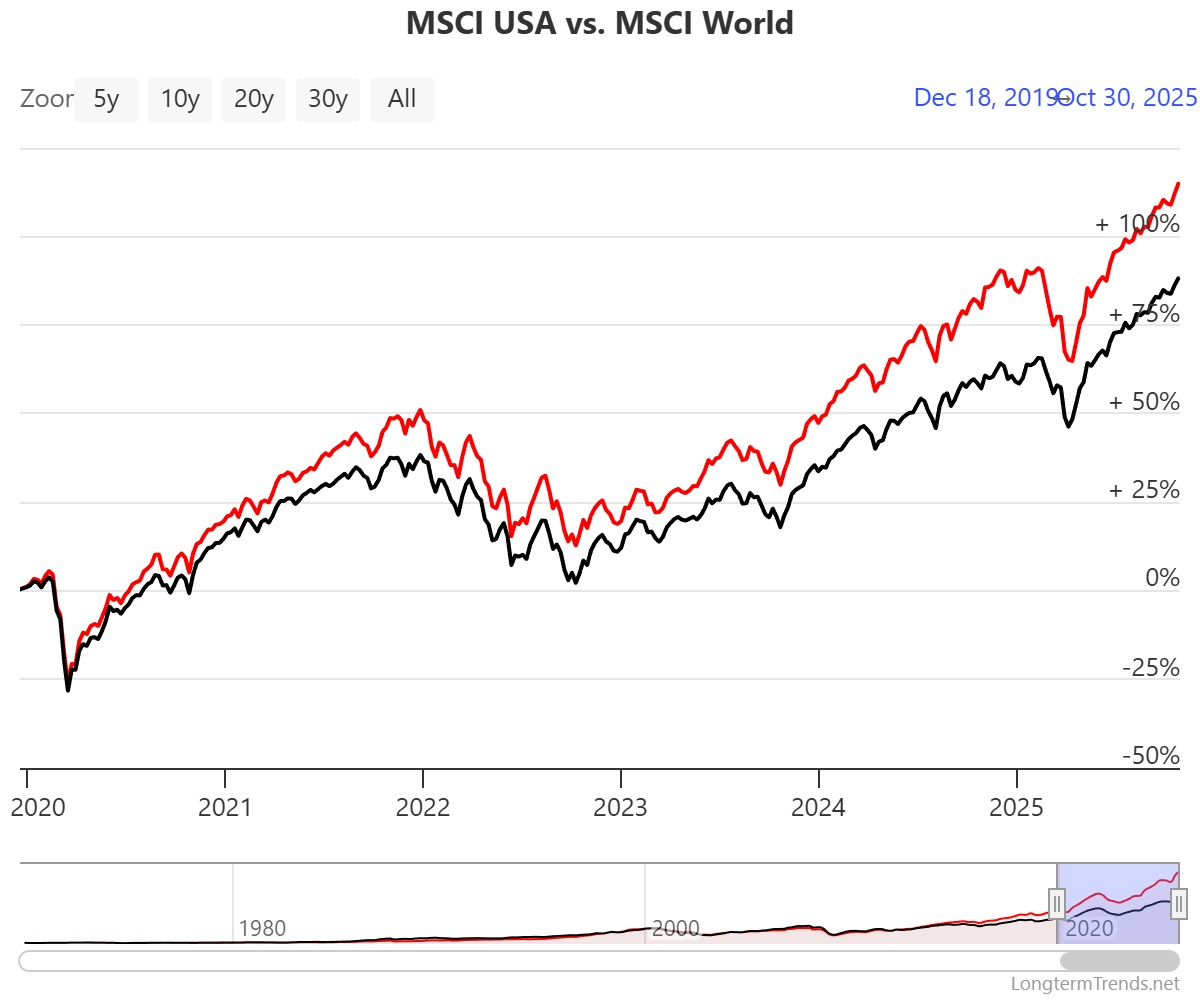 MSCI USA vs. MSCI World
Zoom 5y 10y 20y 30y All Dec 18, 2019 → Oct 30, 2025
+ 100%
+ 75%
+ 50%
+ 25%
0%
-25%
-50%
2020 2021 2022 2023 2024 2025
1980 2000 2020
LongtermTrends.net